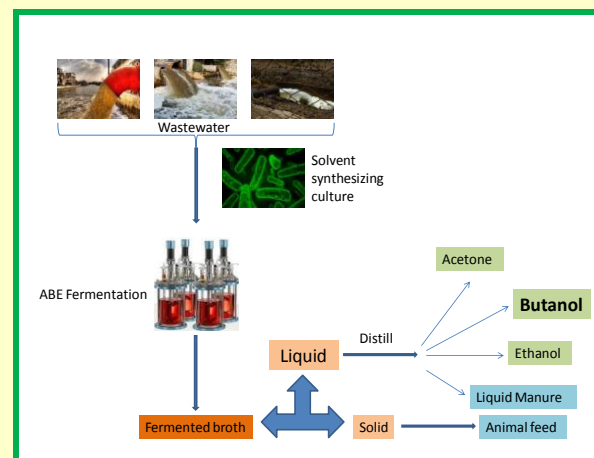 Wastewater
Solvent
synthesizing
culture
ABE Fermentation
Acetone
Butanol
Distill
Liquid
Ethanol
Liquid Manure
Fermented broth
Solid
Animal feed